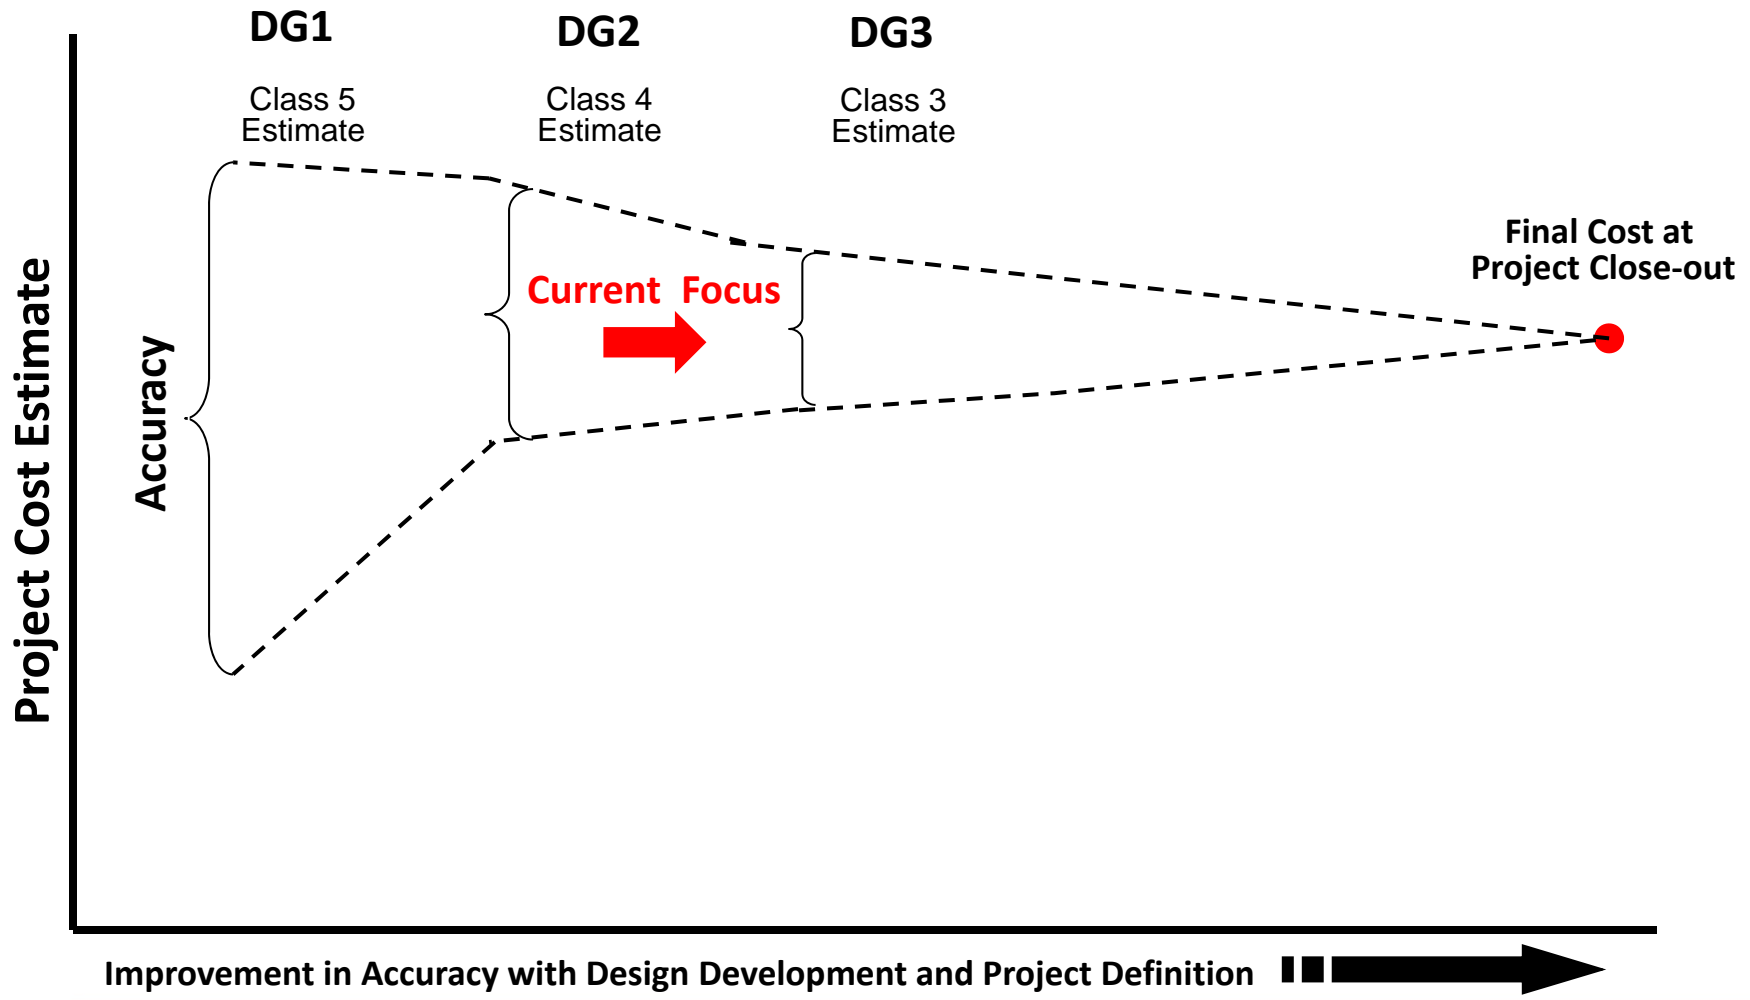 DG1
DG2
DG3
Class 5
Estimate
Class 4
Estimate
Class 3
Estimate
Final Cost at
Project Close-out
Current Focus
Accuracy
Project Cost Estimate
Improvement in Accuracy with Design Development and Project Definition